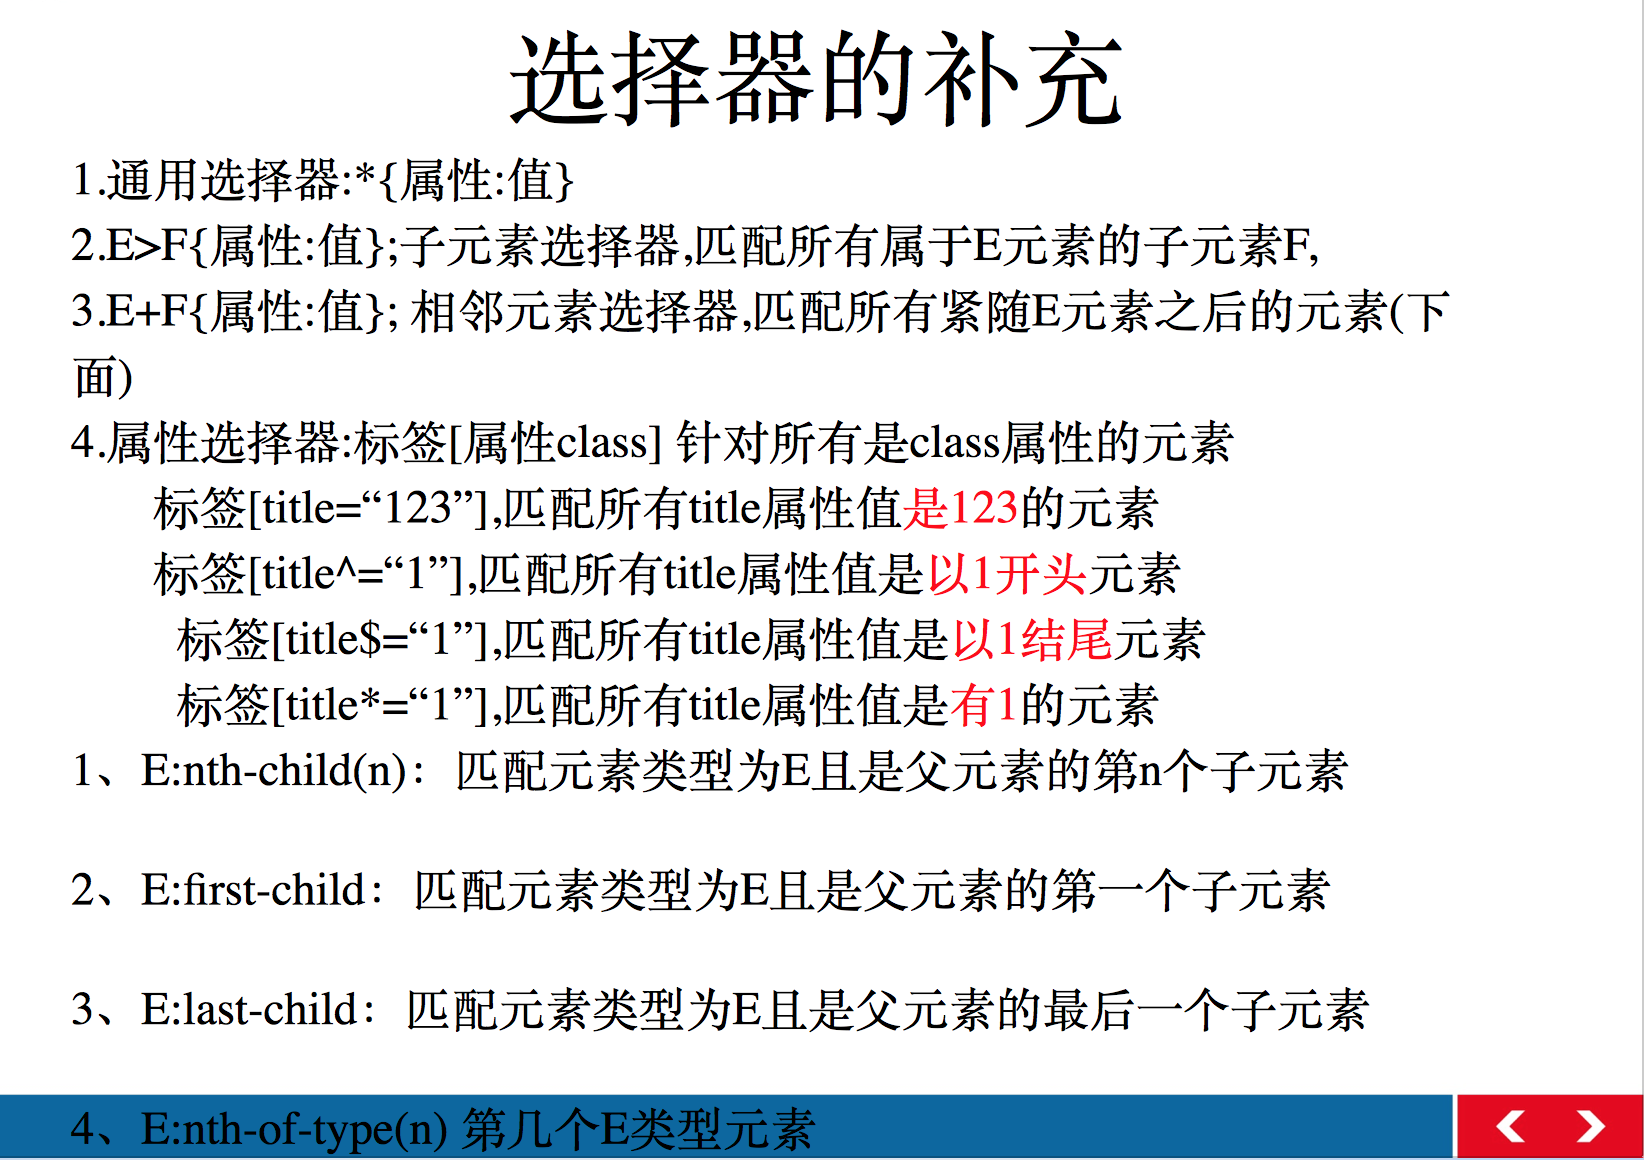 选择器的补充
1.通用选择器:*{属性:值}
2.E>F{属性:值};子元素选择器,匹配所有属于E元素的子元素F,
3.E+F{属性:值}; 相邻元素选择器,匹配所有紧随E元素之后的元素(下
面)
4.属性选择器:标签[属性class] 针对所有是class属性的元素
标签[title=“123”],匹配所有title属性值是123的元素
标签[title^=“1”],匹配所有title属性值是以1开头元素
标签[title$=“1”],匹配所有title属性值是以1结尾元素
标签[title*=“1”],匹配所有title属性值是有1的元素
1、E:nth-child(n)：匹配元素类型为E且是父元素的第n个子元素
2、E:first-child：匹配元素类型为E且是父元素的第一个子元素
3、E:last-child：匹配元素类型为E且是父元素的最后一个子元素
4、E:nth-of-type(n) 第几个E类型元素